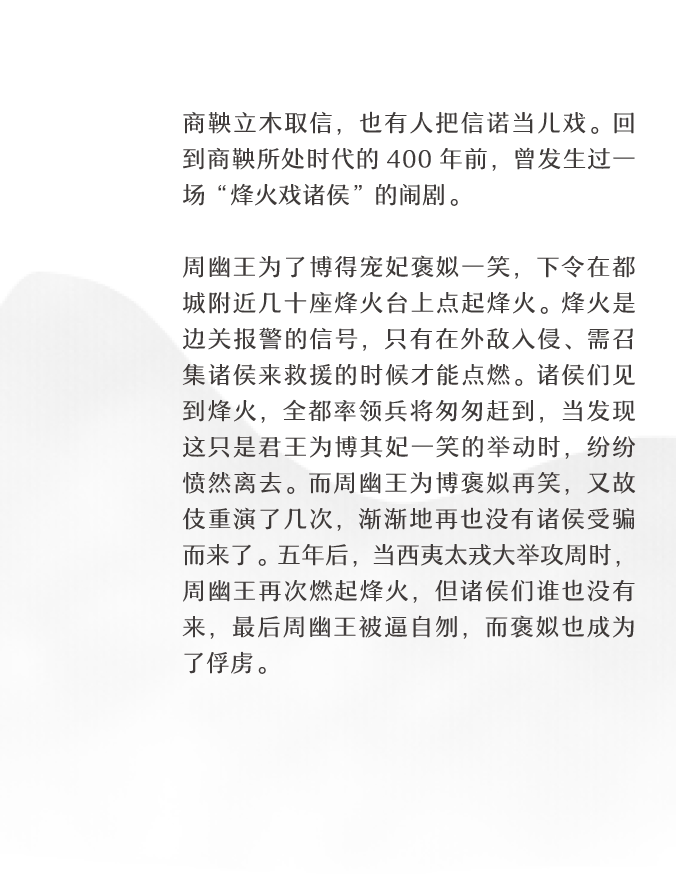 商鞅立木取信，也有人把信诺当儿戏。回
到商鞅所处时代的 400 年前，曾发生过一
场“烽火戏诸侯”的闹剧。
周幽王为了博得宠妃褒姒一笑，下令在都
城附近几十座烽火台上点起烽火。烽火是
边关报警的信号，只有在外敌入侵、需召
集诸侯来救援的时候才能点燃。诸侯们见
到烽火，全都率领兵将匆匆赶到，当发现
这只是君王为博其妃一笑的举动时，纷纷
愤然离去。而周幽王为博褒姒再笑，又故
伎重演了几次，渐渐地再也没有诸侯受骗
而来了。五年后，当西夷太戎大举攻周时，
周幽王再次燃起烽火，但诸侯们谁也没有
来，最后周幽王被逼自刎，而褒姒也成为
了俘虏。